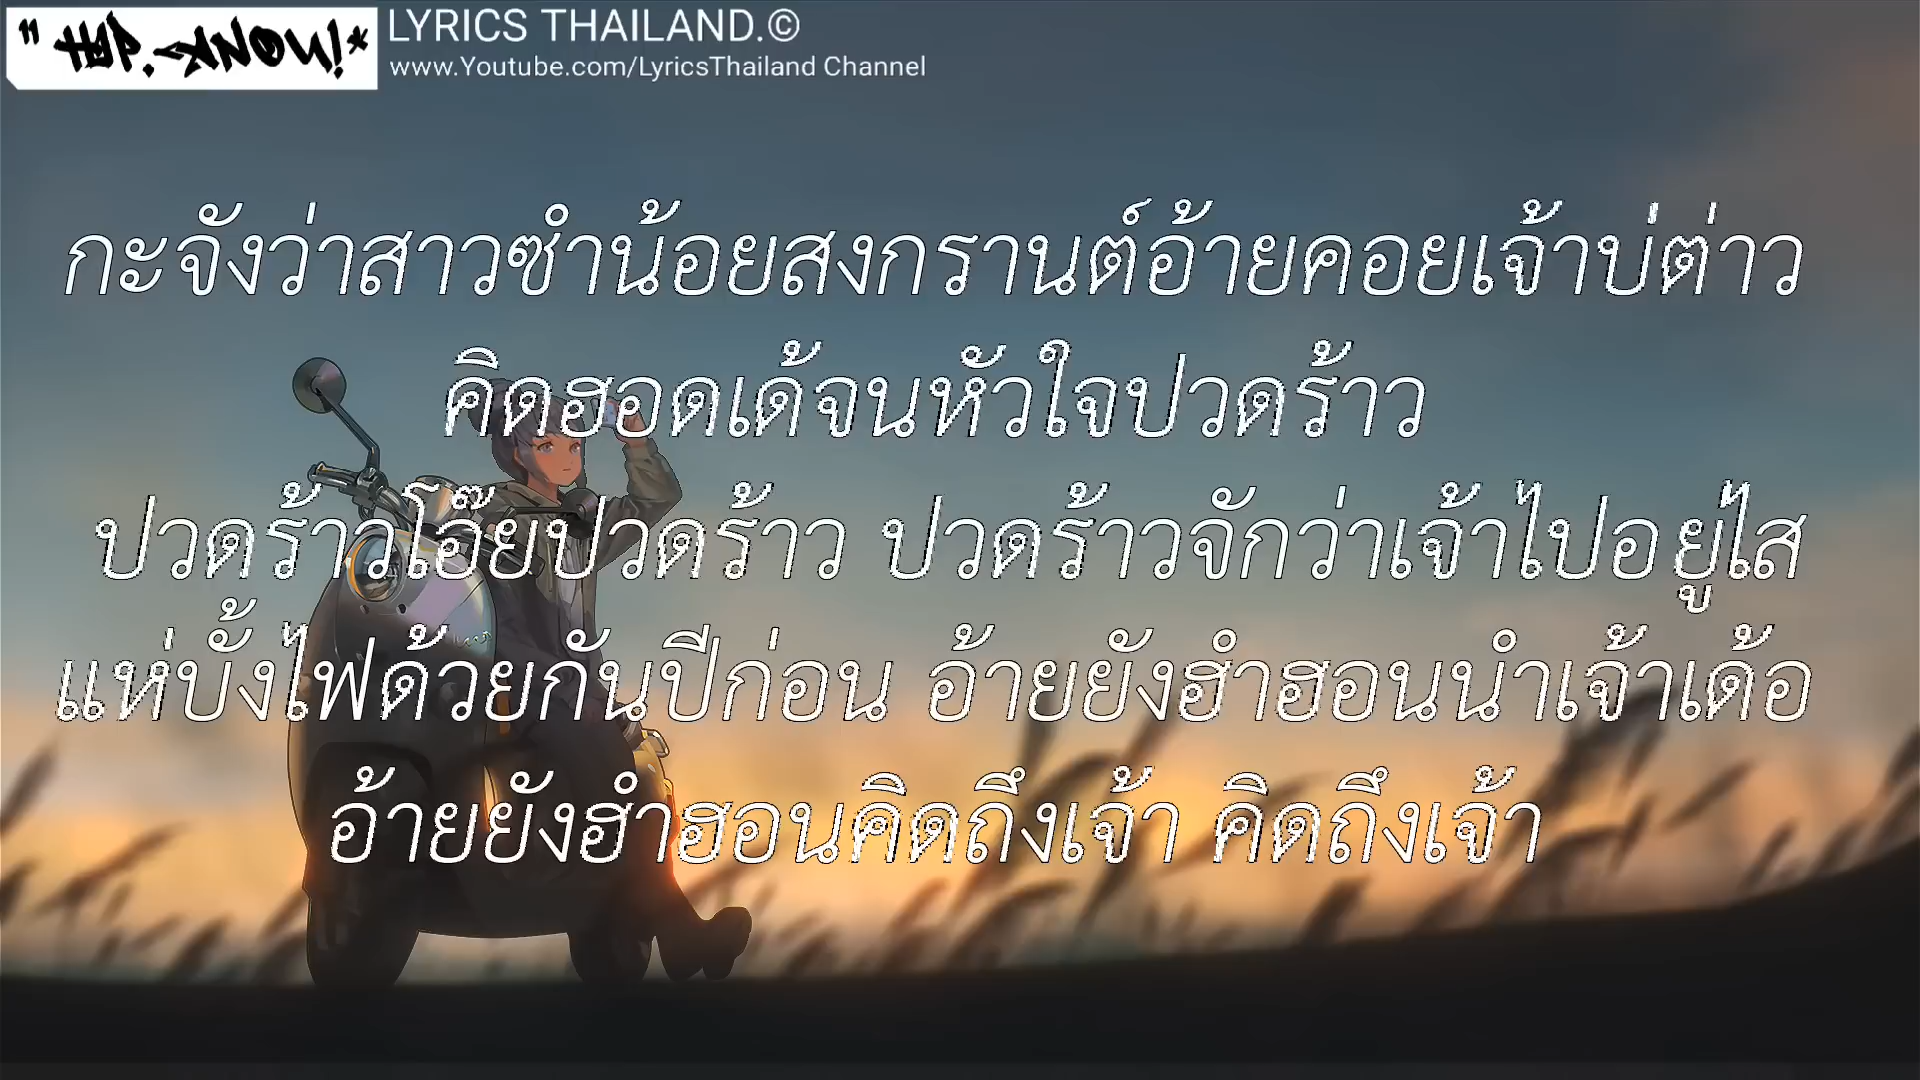 " HYP.-KNOW!*
LYRICS THAILAND.©
www.Youtube.com/LyricsThailand Channel
กะจังว่าสาวซำน้อยสงกรานต์อ้ายคอยเจ้าบ่ต่าว
คิดฮอดเด้จนหัวใจปวดร้าว
ปวดร้าวโอ๊ยปวดร้าว ปวดร้าวจักว่าเจ้าไปอยู่ไส
แห่บั้งไฟด้วยกันปีก่อน อ้ายยังฮำฮอนนำเจ้าเด้อ
อ้ายยังฮำฮอนคิดถึงเจ้า คิดถึงเจ้า